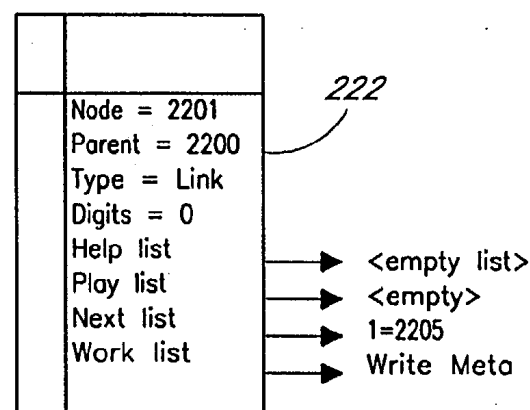 222
Node = 2201
Parent = 2200
Type = Link
Digits = 0
Help list
<empty list>
Play list
<empty>
Next list
1=2205
Work list
Write Meta